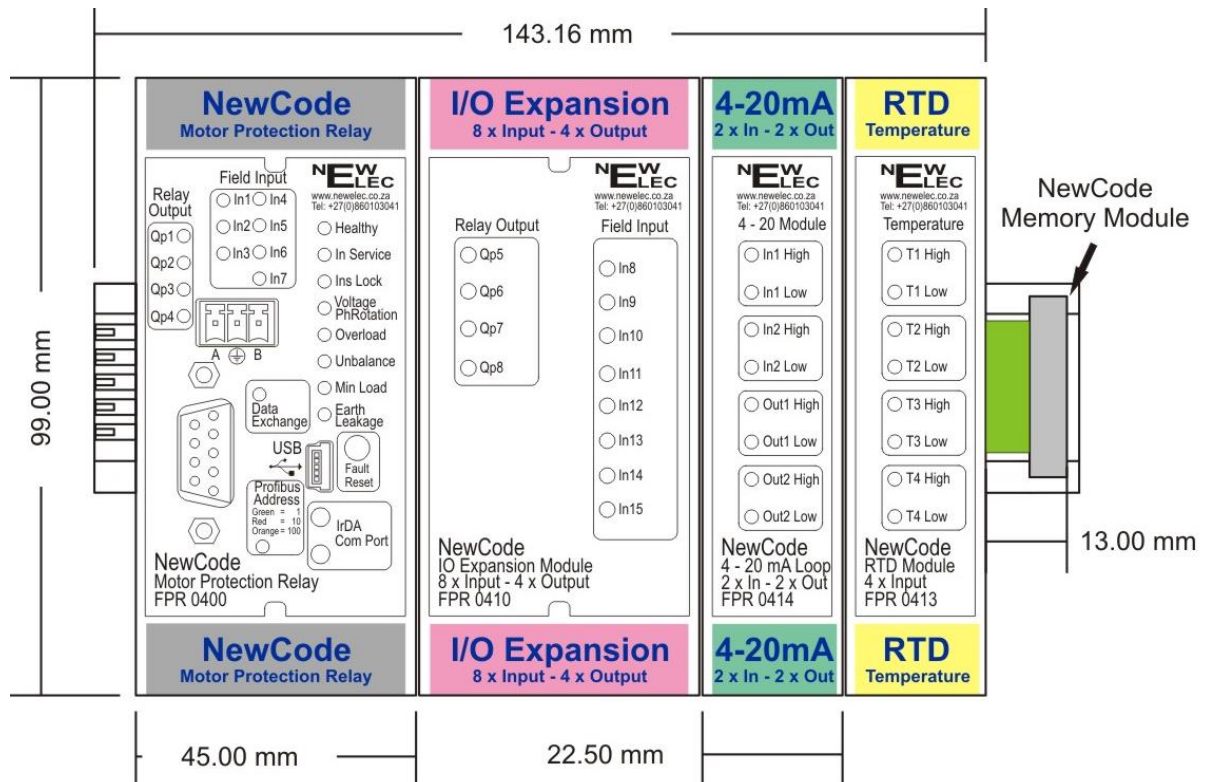 143.16 mm
NewCode
Motor Protection Relay
I/O Expansion
8 x Input - 4 x Output
4-20mA
2 x In - 2 x Out
RTD
Temperature
99.00 mm
Field Input
Relay
Output
In1 In4
In2 In5
In3 In6
In7
Qp1
Qp2
Qp3
Qp4
NEW
ELEC
www.newelec.co.za
Tel: +27(0)860103041
Healthy
In Service
Ins Lock
Voltage
PhRotation
Overload
Unbalance
Min Load
Earth
Leakage
A B
Data
Exchange
USB
Fault
Reset
Profibus
Address
Green = 1
Red = 10
Orange = 100
IrDA
Com Port
NewCode
Motor Protection Relay
FPR 0400
NEW
ELEC
www.newelec.co.za
Tel: +27(0)860103041
Relay Output
Qp5
Qp6
Qp7
Qp8
Field Input
In8
In9
In10
In11
In12
In13
In14
In15
NewCode
IO Expansion Module
8 x Input - 4 x Output
FPR 0410
NEW
ELEC
www.newelec.co.za
Tel: +27(0)860103041
4 - 20 Module
In1 High
In1 Low
In2 High
In2 Low
Out1 High
Out1 Low
Out2 High
Out2 Low
NewCode
4 - 20 mA Loop
2 x In - 2 x Out
FPR 0414
NEW
ELEC
www.newelec.co.za
Tel: +27(0)860103041
Temperature
T1 High
T1 Low
T2 High
T2 Low
T3 High
T3 Low
T4 High
T4 Low
NewCode
RTD Module
4 x Input
FPR 0413
NewCode
Memory Module
13.00 mm
NewCode
Motor Protection Relay
I/O Expansion
8 x Input - 4 x Output
4-20mA
2 x In - 2 x Out
RTD
Temperature
45.00 mm
22.50 mm